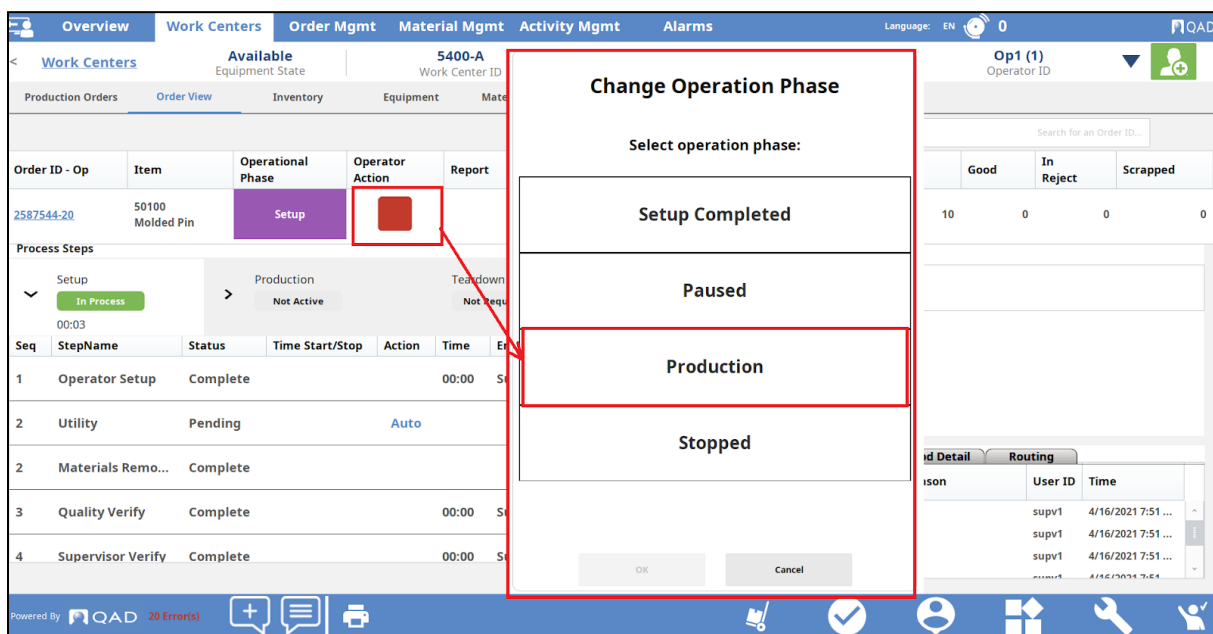 Overview Work Centers Order Mgmt Material Mgmt Activity Mgmt Alarms Language: EN 0 QAD
< Work Centers Available 5400-A Op1 (1)
Equipment State Work Center ID Operator ID
Production Orders Order View Inventory Equipment Mate
Change Operation Phase
Select operation phase:
Setup Completed
Paused
Production
Stopped
OK Cancel
Search for an Order ID...
Order ID - Op Item Operational Phase Operator Action Report Good In Reject Scrapped
2587544-20 50100 Setup 10 0 0 0
Molded Pin
Process Steps
Setup Production Teardown
In Process Not Active Not Requ
00:03
Seq StepName Status Time Start/Stop Action Time
1 Operator Setup Complete 00:00
2 Utility Pending Auto
2 Materials Remo... Complete
3 Quality Verify Complete 00:00
4 Supervisor Verify Complete 00:00
od Detail Routing
ason User ID Time
supv1 4/16/2021 7:51 ...
supv1 4/16/2021 7:51 ...
supv1 4/16/2021 7:51 ...
Powered By QAD 20 Error(s)